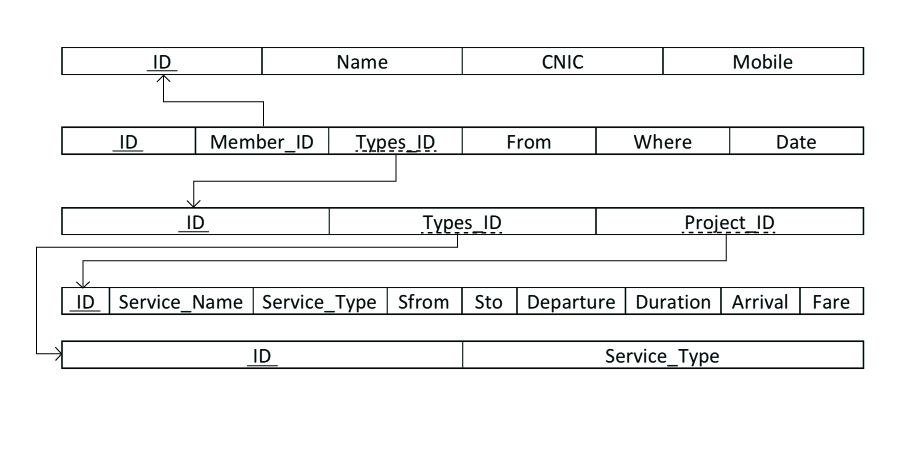 ID Name CNIC Mobile
ID Member_ID Types_ID From Where Date
ID Types_ID Project_ID
ID Service_Name Service_Type Sfrom Sto Departure Duration Arrival Fare
ID Service_Type